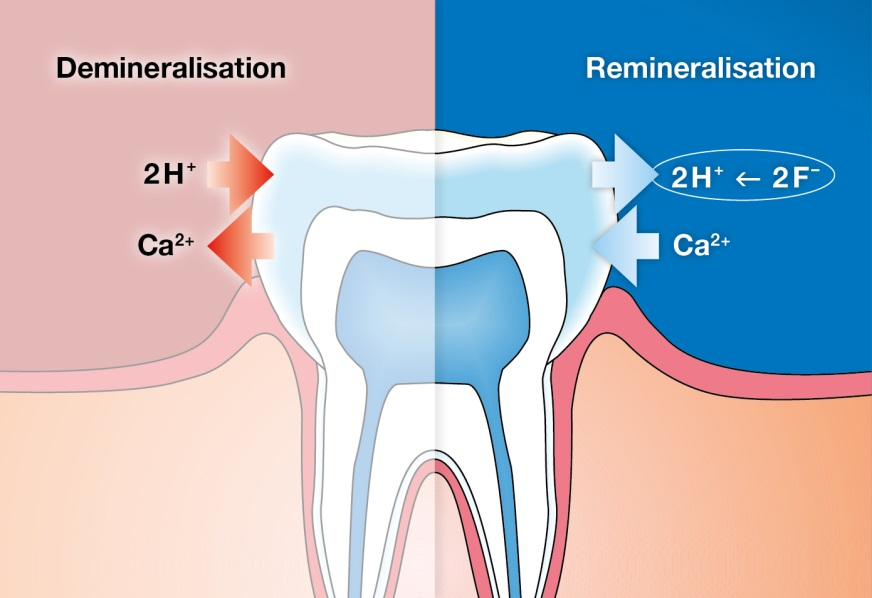 Demineralisation
2H⁺
Ca²⁺
Remineralisation
2H⁺ ← 2F⁻
Ca²⁺